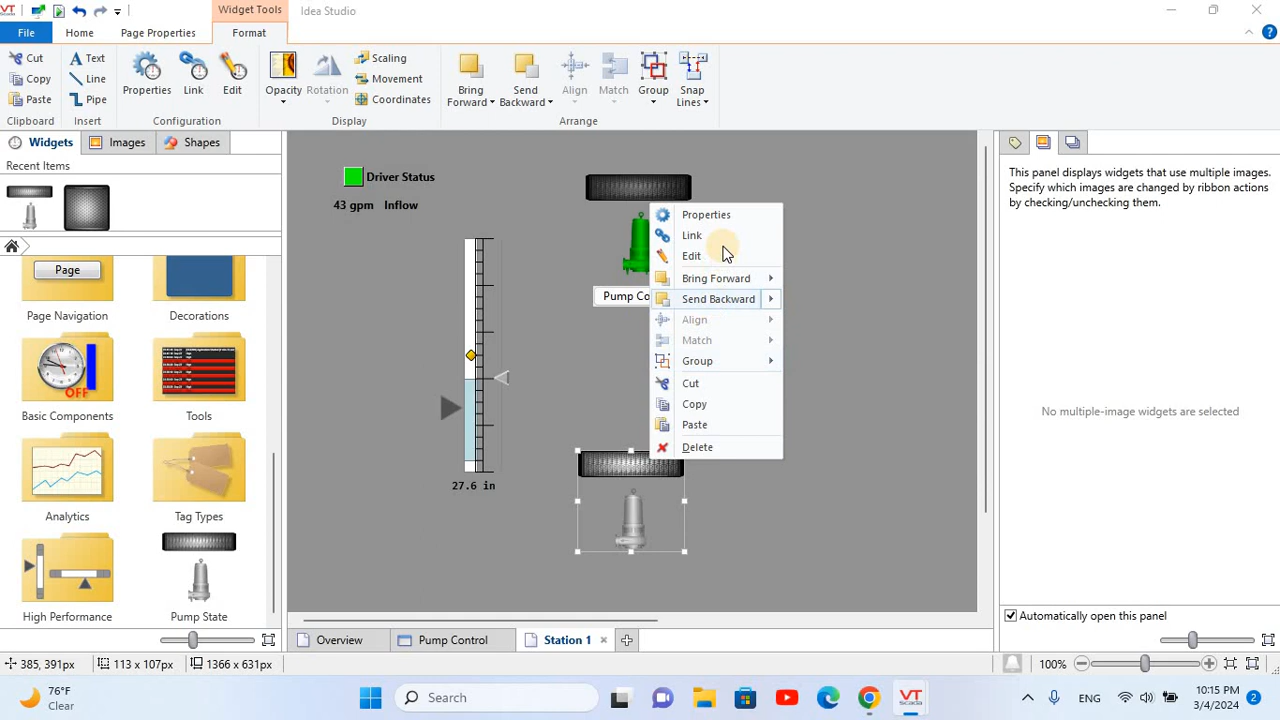 VT
Widget Tools
Idea Studio
File
Home
Page Properties
Format
?
Cut
Copy
Paste
Clipboard
A Text
Line
Pipe
Insert
Properties
Link
Edit
Configuration
Opacity
Rotation
Scaling
Movement
Coordinates
Display
Bring Forward
Send Backward
Align
Match
Group
Snap Lines
Arrange
Widgets
Images
Shapes
Recent Items
Page
Page Navigation
Decorations
OFF
Basic Components
Tools
Analytics
Tag Types
High Performance
Pump State
Driver Status
43 gpm Inflow
27.6 in
Pump Co
Properties
Link
Edit
Bring Forward
Send Backward
Align
Match
Group
Cut
Copy
Paste
Delete
This panel displays widgets that use multiple images.
Specify which images are changed by ribbon actions
by checking/unchecking them.
No multiple-image widgets are selected
Automatically open this panel
Overview
Pump Control
Station 1
385, 391px
113 x 107px
1366 x 631px
100%
76°F
Clear
Search
VT
SCADA
ENG
10:15 PM
3/4/2024
2